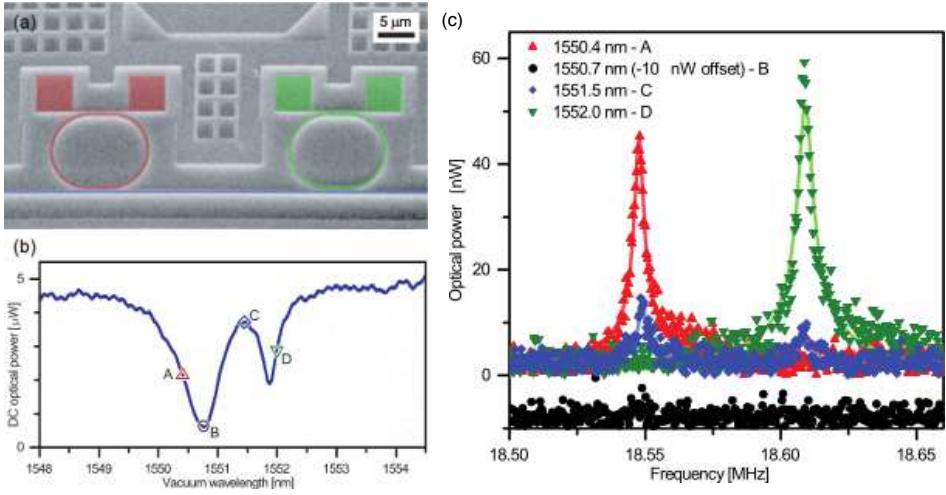 (a)
5 μm
(b)
5
0
DC optical power [μW]
A
B
C
D
1548
1549
1550
1551
1552
1553
1554
Vacuum wavelength [nm]
(c)
1550.4 nm - A
1550.7 nm (-10 nW offset) - B
1551.5 nm - C
1552.0 nm - D
60
40
20
0
Optical power [nW]
18.50
18.55
18.60
18.65
Frequency [MHz]